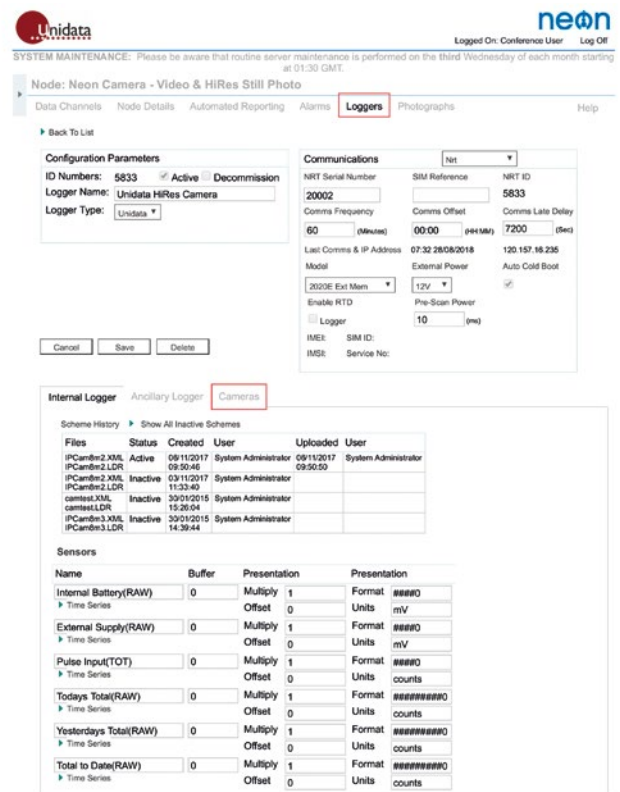 Unidata
neon
Logged On: Conference User Log Off
SYSTEM MAINTENANCE: Please be aware that routine server maintenance is performed on the third Wednesday of each month starting
at 01:30 GMT.
Node: Neon Camera - Video & HiRes Still Photo
Data Channels Node Details Automated Reporting Alarms Loggers Photographs Help
Back To List
Configuration Parameters
ID Numbers: 5833 Active Decommission
Logger Name: Unidata HiRes Camera
Logger Type: Unidata
Communications Nrt
NRT Serial Number SIM Reference NRT ID
20002 5833
Comms Frequency Comms Offset Comms Late Delay
60 (Minutes) 00:00 (HH:MM) 7200 (Sec)
Last Comms & IP Address 07:32 28/08/2018 120.157.16.235
Model External Power Auto Cold Boot
2020E Ext Mem 12V
Enable RTD Pre-Scan Power
Logger 10 (ms)
IMEI: SIM ID:
IMSI: Service No:
Cancel Save Delete
Internal Logger Ancillary Logger Cameras
Scheme History Show All Inactive Schemes
Files Status Created User Uploaded User
IPCam8m2.XML Active 06/11/2017 System Administrator 06/11/2017 System Administrator
IPCam8m2.LDR 09:50:46 09:50:50
IPCam8m2.XML Inactive 03/11/2017 System Administrator
IPCam8m2.LDR 11:33:40
camtest.XML Inactive 30/01/2015 System Administrator
camtest.LDR 15:26:04
IPCam8m3.XML Inactive 30/01/2015 System Administrator
IPCam8m3.LDR 14:39:44
Sensors
Name Buffer Presentation Presentation
Internal Battery(RAW) 0 Multiply 1 Format ####0
Time Series Offset 0 Units mV
External Supply(RAW) 0 Multiply 1 Format ####0
Time Series Offset 0 Units mV
Pulse Input(TOT) 0 Multiply 1 Format ####0
Time Series Offset 0 Units counts
Todays Total(RAW) 0 Multiply 1 Format #########0
Time Series Offset 0 Units counts
Yesterdays Total(RAW) 0 Multiply 1 Format #########0
Time Series Offset 0 Units counts
Total to Date(RAW) 0 Multiply 1 Format #########0
Time Series Offset 0 Units counts